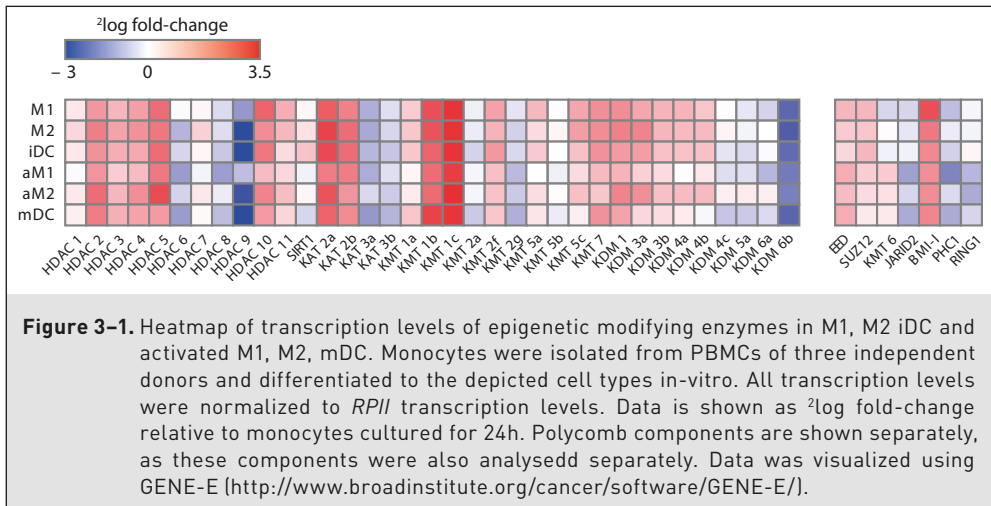 ²log fold-change
– 3 0 3.5
M1
M2
iDC
aM1
aM2
mDC
HDAC 1
HDAC 2
HDAC 3
HDAC 4
HDAC 5
HDAC 6
HDAC 7
HDAC 8
HDAC 9
HDAC 10
HDAC 11
SIRT1
KAT 2a
KAT 2b
KAT 3a
KAT 3b
KMT 1a
KMT 1b
KMT 1c
KMT 2a
KMT 2f
KMT 2g
KMT 5a
KMT 5b
KMT 5c
KMT 7
KDM 1
KDM 3a
KDM 3b
KDM 4a
KDM 4b
KDM 4c
KDM 5a
KDM 6a
KDM 6b
EED
SUZ12
KMT 6
JARID2
BMI-I
PHC1
RING1
Figure 3–1. Heatmap of transcription levels of epigenetic modifying enzymes in M1, M2 iDC and
activated M1, M2, mDC. Monocytes were isolated from PBMCs of three independent
donors and differentiated to the depicted cell types in-vitro. All transcription levels
were normalized to RPII transcription levels. Data is shown as ²log fold-change
relative to monocytes cultured for 24h. Polycomb components are shown separately,
as these components were also analysedd separately. Data was visualized using
GENE-E (http://www.broadinstitute.org/cancer/software/GENE-E/).